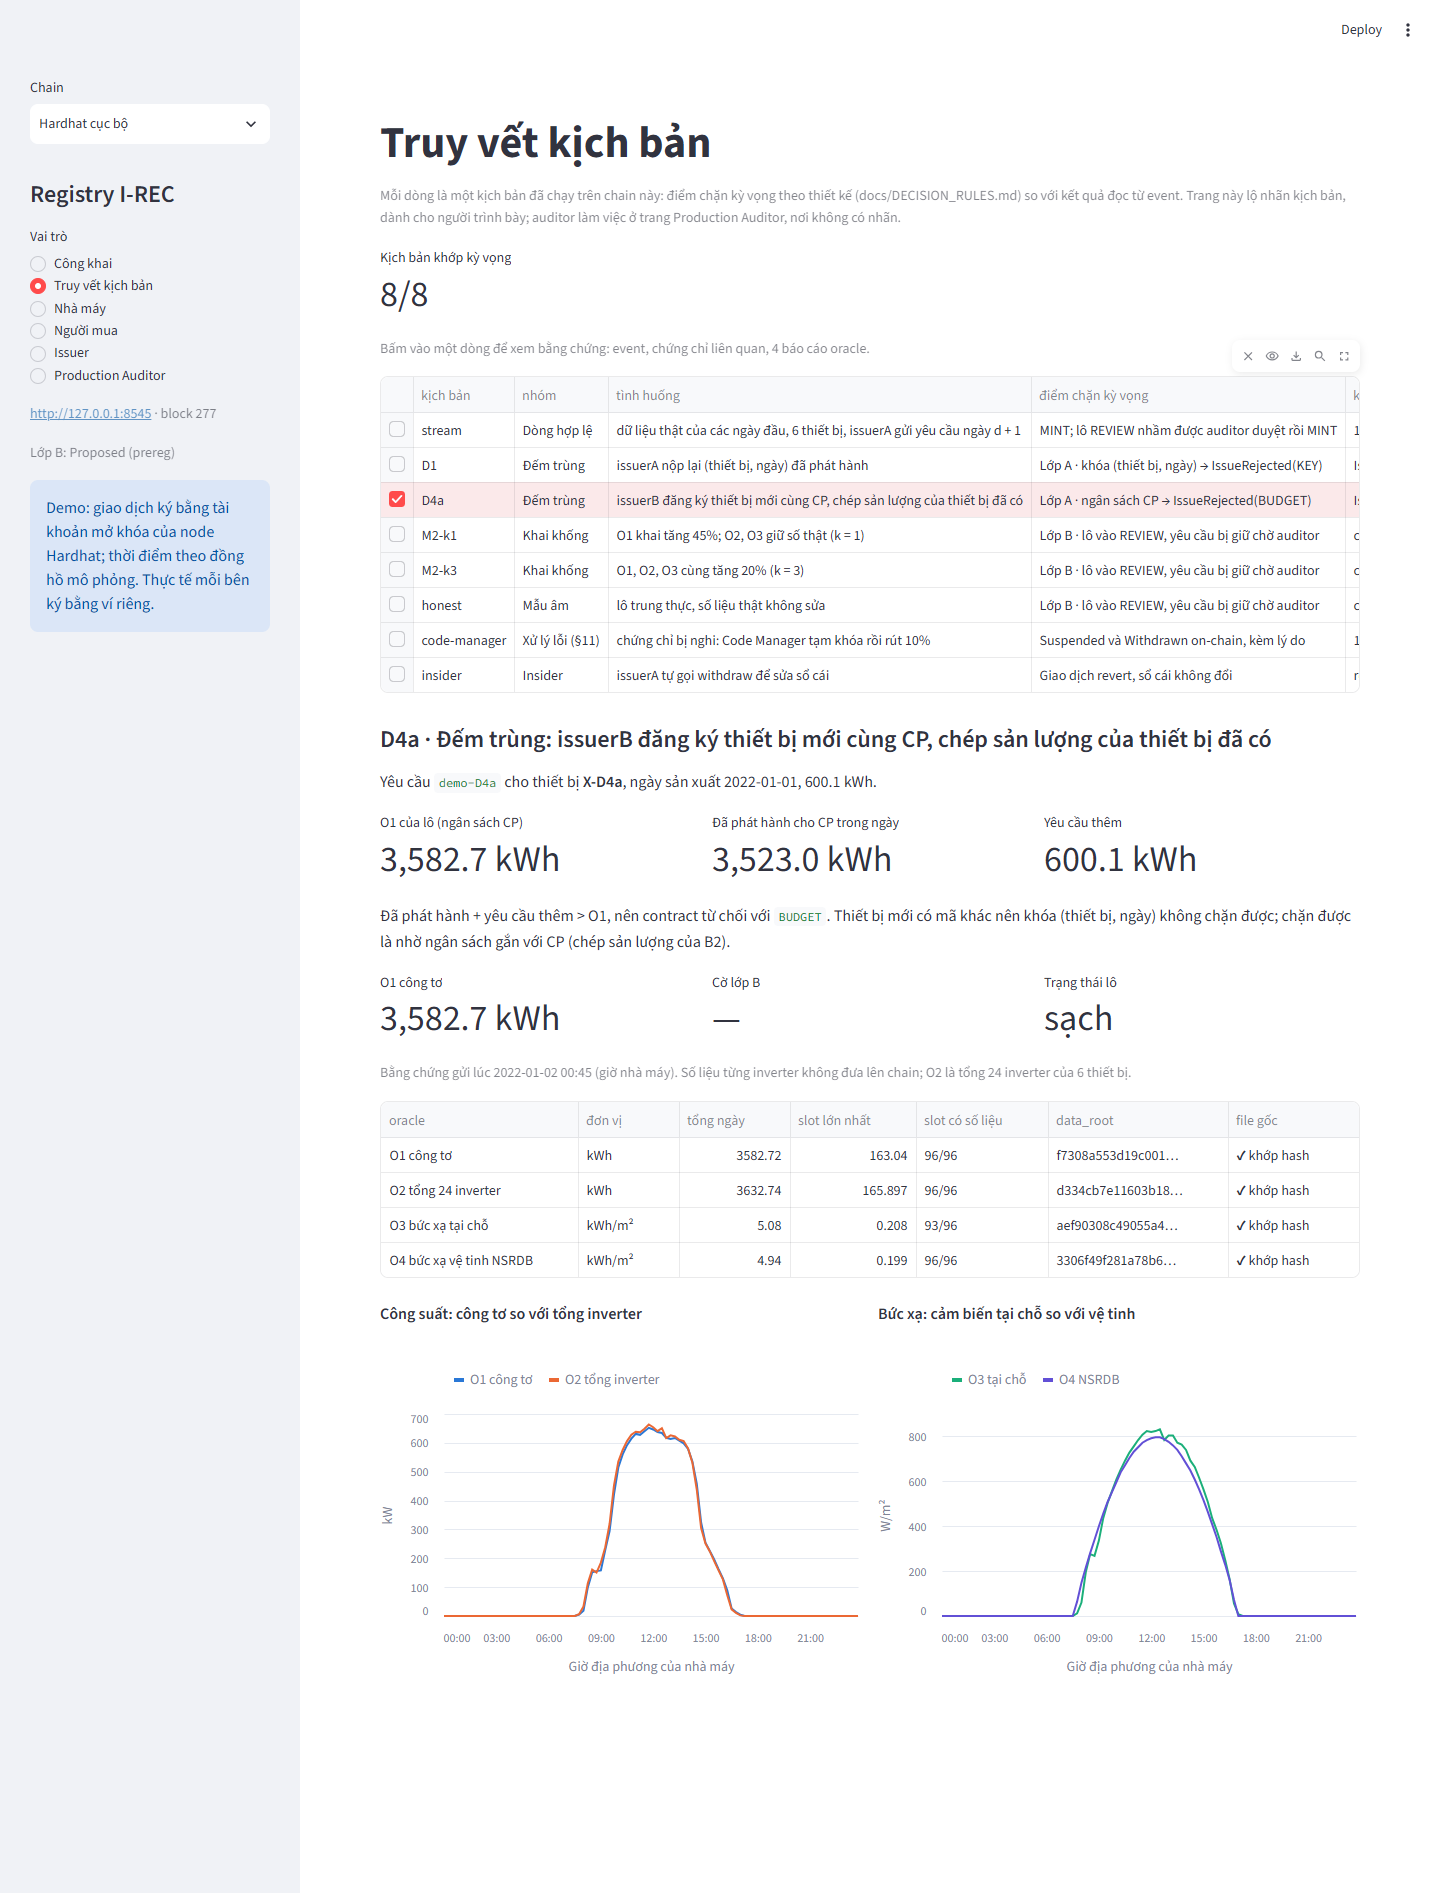 Deploy
Chain
Hardhat cục bộ
Registry I-REC
Vai trò
Công khai
Truy vết kịch bản
Nhà máy
Người mua
Issuer
Production Auditor
http://127.0.0.1:8545 · block 277
Lớp B: Proposed (prereg)
Demo: giao dịch ký bằng tài
khoản mở khóa của node
Hardhat; thời điểm theo đồng
hồ mô phỏng. Thực tế mỗi bên
ký bằng ví riêng.
Truy vết kịch bản
Mỗi dòng là một kịch bản đã chạy trên chain này: điểm chặn kỳ vọng theo thiết kế (docs/DECISION_RULES.md) so với kết quả đọc từ event. Trang này lộ nhãn kịch bản,
dành cho người trình bày; auditor làm việc ở trang Production Auditor, nơi không có nhãn.
Kịch bản khớp kỳ vọng
8/8
Bấm vào một dòng để xem bằng chứng: event, chứng chỉ liên quan, 4 báo cáo oracle.
kịch bản nhóm tình huống điểm chặn kỳ vọng k
stream Dòng hợp lệ dữ liệu thật của các ngày đầu, 6 thiết bị, issuerA gửi yêu cầu ngày d + 1 MINT; lô REVIEW nhầm được auditor duyệt rồi MINT 1
D1 Đếm trùng issuerA nộp lại (thiết bị, ngày) đã phát hành Lớp A · khóa (thiết bị, ngày) → IssueRejected(KEY)
D4a Đếm trùng issuerB đăng ký thiết bị mới cùng CP, chép sản lượng của thiết bị đã có Lớp A · ngân sách CP → IssueRejected(BUDGET)
M2-k1 Khai khống O1 khai tăng 45%; O2, O3 giữ số thật (k = 1) Lớp B · lô vào REVIEW, yêu cầu bị giữ chờ auditor
M2-k3 Khai khống O1, O2, O3 cùng tăng 20% (k = 3) Lớp B · lô vào REVIEW, yêu cầu bị giữ chờ auditor
honest Mẫu âm lô trung thực, số liệu thật không sửa Lớp B · lô vào REVIEW, yêu cầu bị giữ chờ auditor
code-manager Xử lý lỗi (§11) chứng chỉ bị nghi: Code Manager tạm khóa rồi rút 10% Suspended và Withdrawn on-chain, kèm lý do 1
insider Insider issuerA tự gọi withdraw để sửa sổ cái Giao dịch revert, sổ cái không đổi r
D4a · Đếm trùng: issuerB đăng ký thiết bị mới cùng CP, chép sản lượng của thiết bị đã có
Yêu cầu demo-D4a cho thiết bị X-D4a, ngày sản xuất 2022-01-01, 600.1 kWh.
O1 của lô (ngân sách CP) Đã phát hành cho CP trong ngày Yêu cầu thêm
3,582.7 kWh 3,523.0 kWh 600.1 kWh
Đã phát hành + yêu cầu thêm > O1, nên contract từ chối với BUDGET . Thiết bị mới có mã khác nên khóa (thiết bị, ngày) không chặn được; chặn được
là nhờ ngân sách gắn với CP (chép sản lượng của B2).
O1 công tơ Cờ lớp B Trạng thái lô
3,582.7 kWh — sạch
Bằng chứng gửi lúc 2022-01-02 00:45 (giờ nhà máy). Số liệu từng inverter không đưa lên chain; O2 là tổng 24 inverter của 6 thiết bị.
oracle đơn vị tổng ngày slot lớn nhất slot có số liệu data_root file gốc
O1 công tơ kWh 3582.72 163.04 96/96 f7308a553d19c001… ✓ khớp hash
O2 tổng 24 inverter kWh 3632.74 165.897 96/96 d334cb7e11603b18… ✓ khớp hash
O3 bức xạ tại chỗ kWh/m² 5.08 0.208 93/96 aef90308c49055a4… ✓ khớp hash
O4 bức xạ vệ tinh NSRDB kWh/m² 4.94 0.199 96/96 3306f49f281a78b6… ✓ khớp hash
Công suất: công tơ so với tổng inverter
O1 công tơ O2 tổng inverter
700
600
500
400
300
200
100
0
kW
00:00 03:00 06:00 09:00 12:00 15:00 18:00 21:00
Giờ địa phương của nhà máy
Bức xạ: cảm biến tại chỗ so với vệ tinh
O3 tại chỗ O4 NSRDB
800
600
400
200
0
W/m²
00:00 03:00 06:00 09:00 12:00 15:00 18:00 21:00
Giờ địa phương của nhà máy